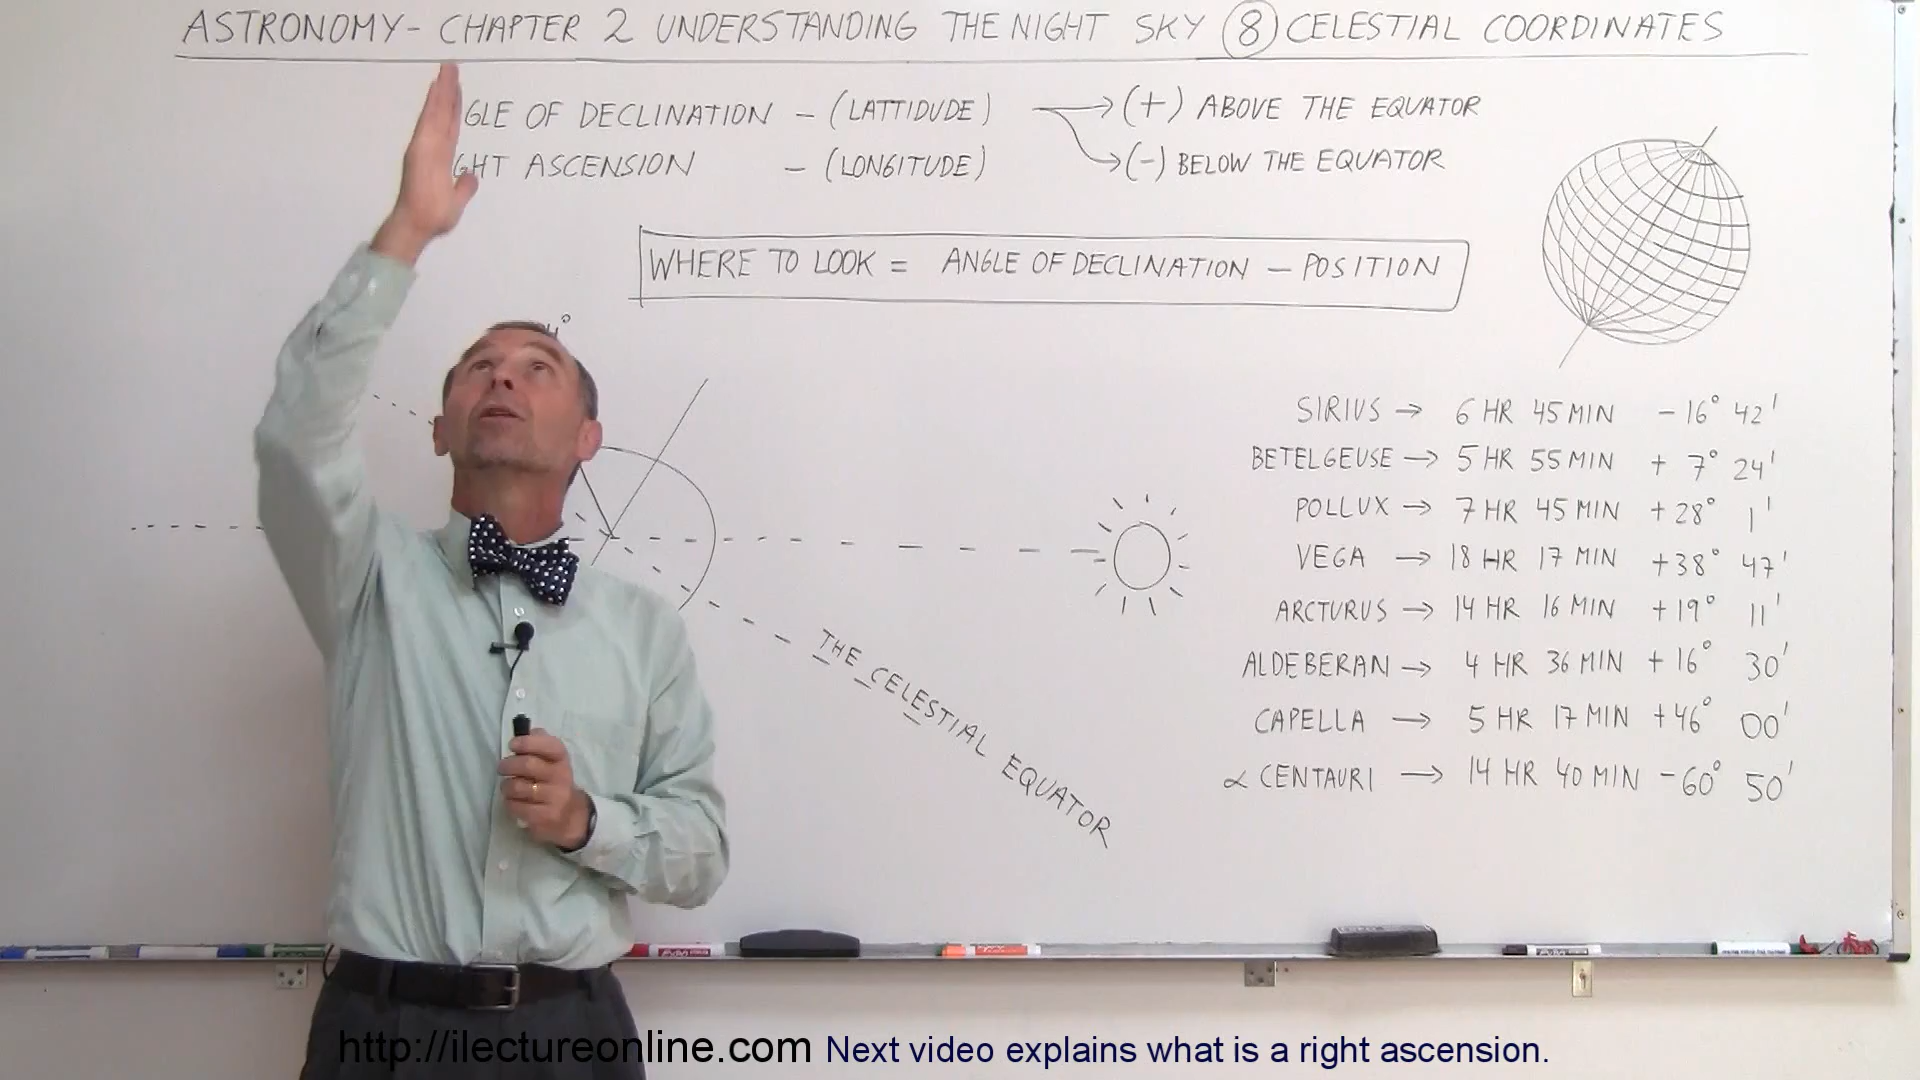 ASTRONOMY- CHAPTER 2 UNDERSTANDING THE NIGHT SKY 8 CELESTIAL COORDINATES
GLE OF DECLINATION - (LATTIDUDE) → (+) ABOVE THE EQUATOR
GHT ASCENSION - (LONGITUDE) → (-) BELOW THE EQUATOR
WHERE TO LOOK = ANGLE OF DECLINATION - POSITION
SIRIUS → 6 HR 45 MIN - 16° 42'
BETELGEUSE → 5 HR 55 MIN + 7° 24'
POLLUX → 7 HR 45 MIN + 28° 1'
VEGA → 18 HR 17 MIN + 38° 47'
ARCTURUS → 14 HR 16 MIN + 19° 11'
ALDEBERAN → 4 HR 36 MIN + 16° 30'
CAPELLA → 5 HR 17 MIN + 46° 00'
α CENTAURI → 14 HR 40 MIN - 60° 50'
THE CELESTIAL EQUATOR
http://ilectureonline.com Next video explains what is a right ascension.